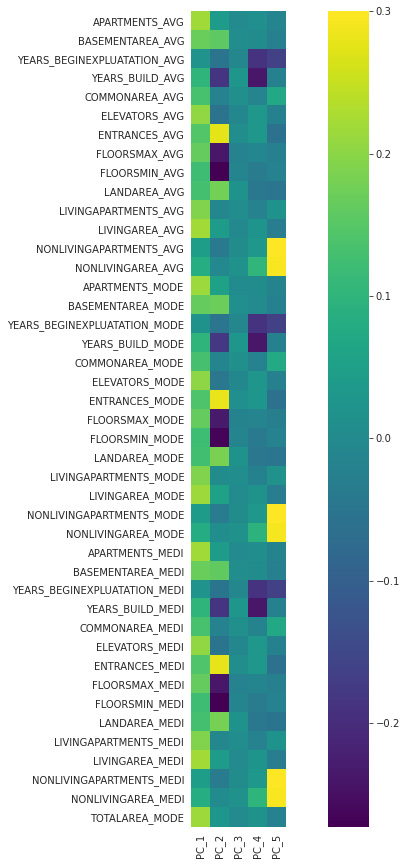 APARTMENTS_AVG
BASEMENTAREA_AVG
YEARS_BEGINEXPLUATATION_AVG
YEARS_BUILD_AVG
COMMONAREA_AVG
ELEVATORS_AVG
ENTRANCES_AVG
FLOORSMAX_AVG
FLOORSMIN_AVG
LANDAREA_AVG
LIVINGAPARTMENTS_AVG
LIVINGAREA_AVG
NONLIVINGAPARTMENTS_AVG
NONLIVINGAREA_AVG
APARTMENTS_MODE
BASEMENTAREA_MODE
YEARS_BEGINEXPLUATATION_MODE
YEARS_BUILD_MODE
COMMONAREA_MODE
ELEVATORS_MODE
ENTRANCES_MODE
FLOORSMAX_MODE
FLOORSMIN_MODE
LANDAREA_MODE
LIVINGAPARTMENTS_MODE
LIVINGAREA_MODE
NONLIVINGAPARTMENTS_MODE
NONLIVINGAREA_MODE
APARTMENTS_MEDI
BASEMENTAREA_MEDI
YEARS_BEGINEXPLUATATION_MEDI
YEARS_BUILD_MEDI
COMMONAREA_MEDI
ELEVATORS_MEDI
ENTRANCES_MEDI
FLOORSMAX_MEDI
FLOORSMIN_MEDI
LANDAREA_MEDI
LIVINGAPARTMENTS_MEDI
LIVINGAREA_MEDI
NONLIVINGAPARTMENTS_MEDI
NONLIVINGAREA_MEDI
TOTALAREA_MODE
PC_1
PC_2
PC_3
PC_4
PC_5
0.3
0.2
0.1
0.0
−0.1
−0.2